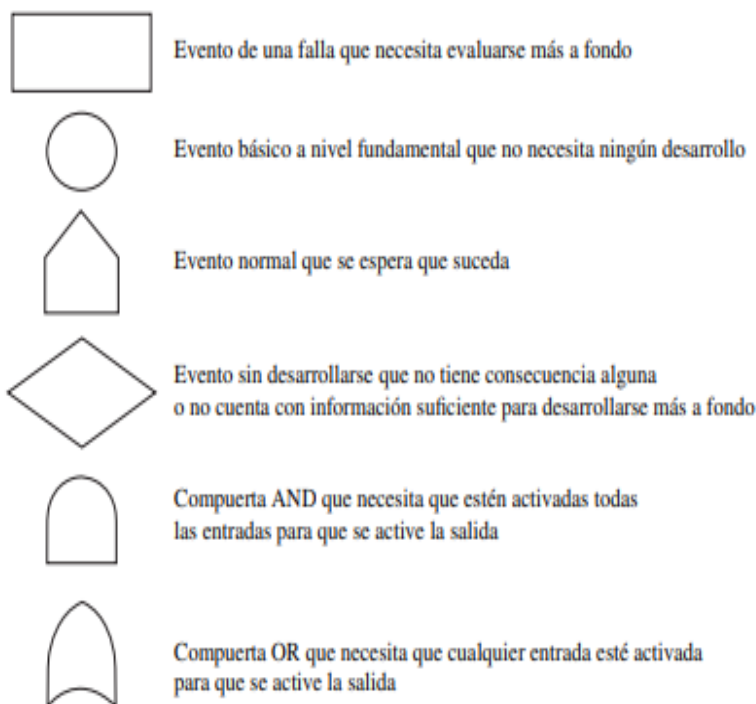 Evento de una falla que necesita evaluarse más a fondo
Evento básico a nivel fundamental que no necesita ningún desarrollo
Evento normal que se espera que suceda
Evento sin desarrollarse que no tiene consecuencia alguna
o no cuenta con información suficiente para desarrollarse más a fondo
Compuerta AND que necesita que estén activadas todas
las entradas para que se active la salida
Compuerta OR que necesita que cualquier entrada esté activada
para que se active la salida